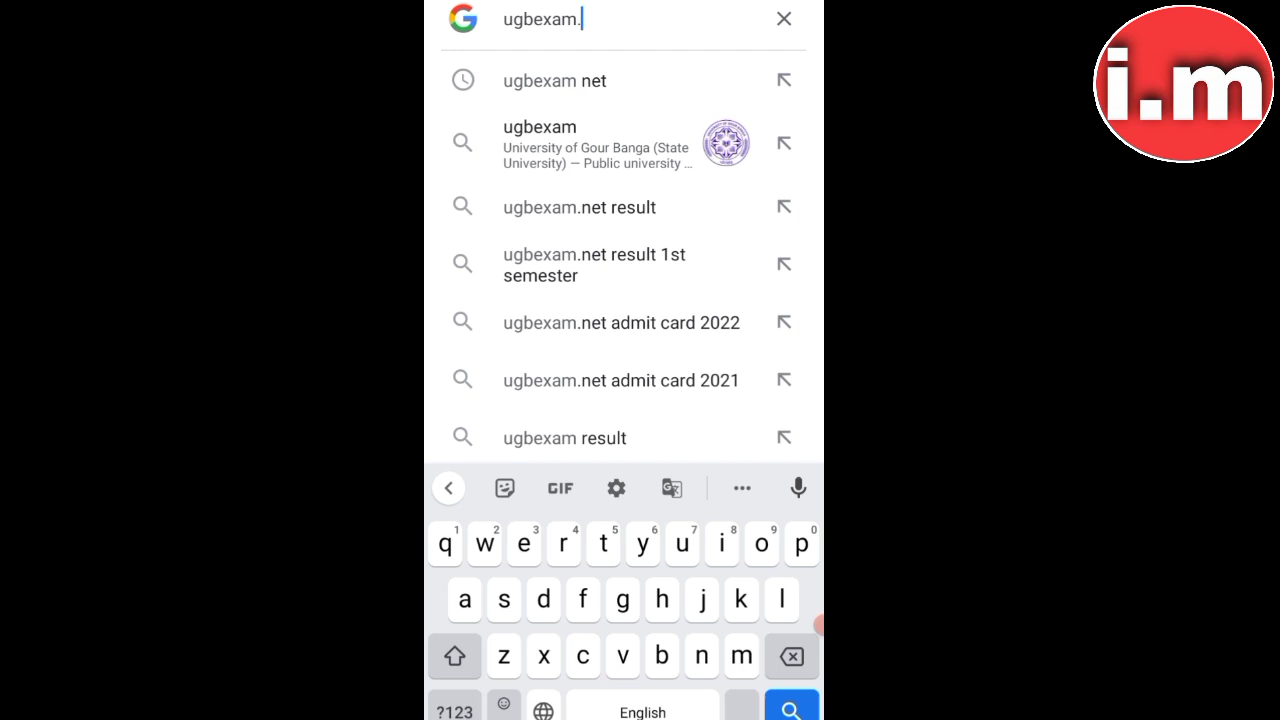 ugbexam.
i.m
ugbexam net
ugbexam
University of Gour Banga (State
University) — Public university ...
ugbexam.net result
ugbexam.net result 1st
semester
ugbexam.net admit card 2022
ugbexam.net admit card 2021
ugbexam result
GIF
1 2 3 4 5 6 7 8 9 0
q w e r t y u i o p
a s d f g h j k l
z x c v b n m
?123 English